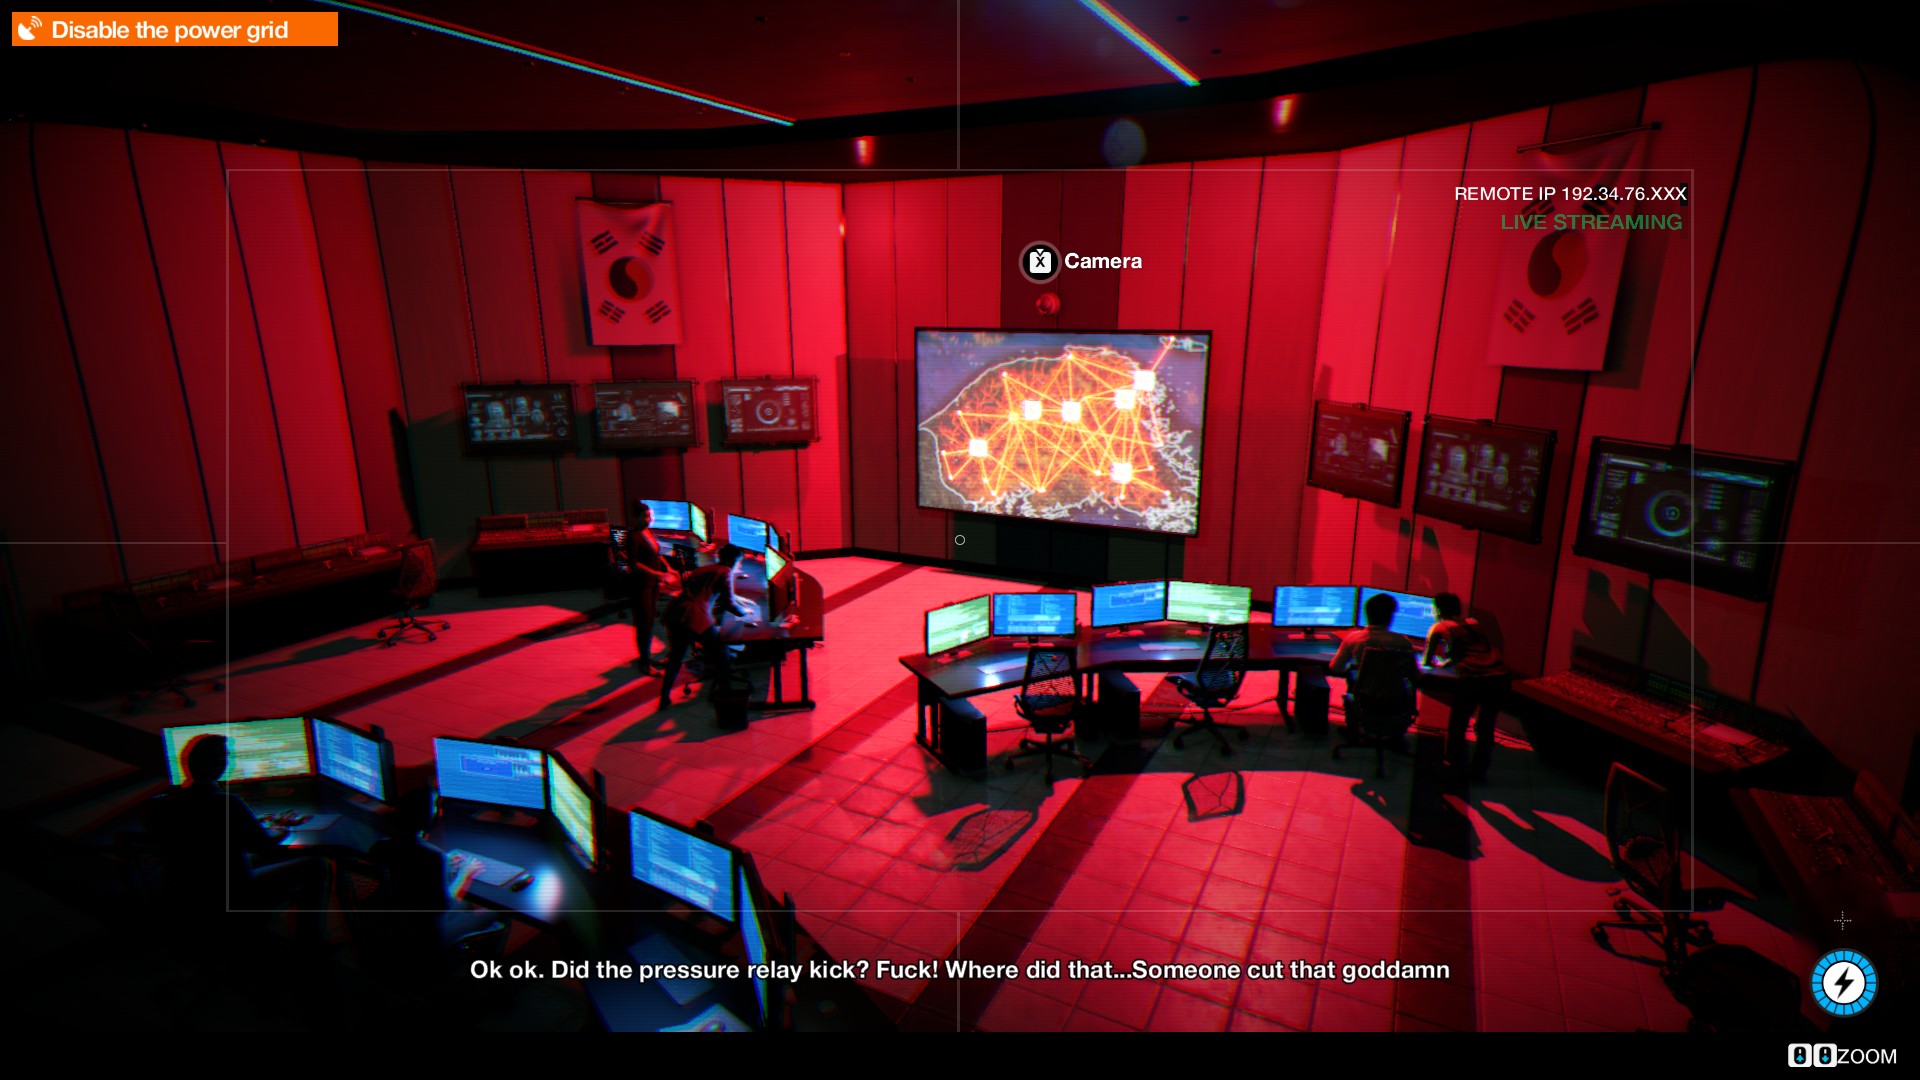 Disable the power grid
REMOTE IP 192.34.76.XXX
LIVE STREAMING
X Camera
Ok ok. Did the pressure relay kick? Fuck! Where did that...Someone cut that goddamn
ZOOM